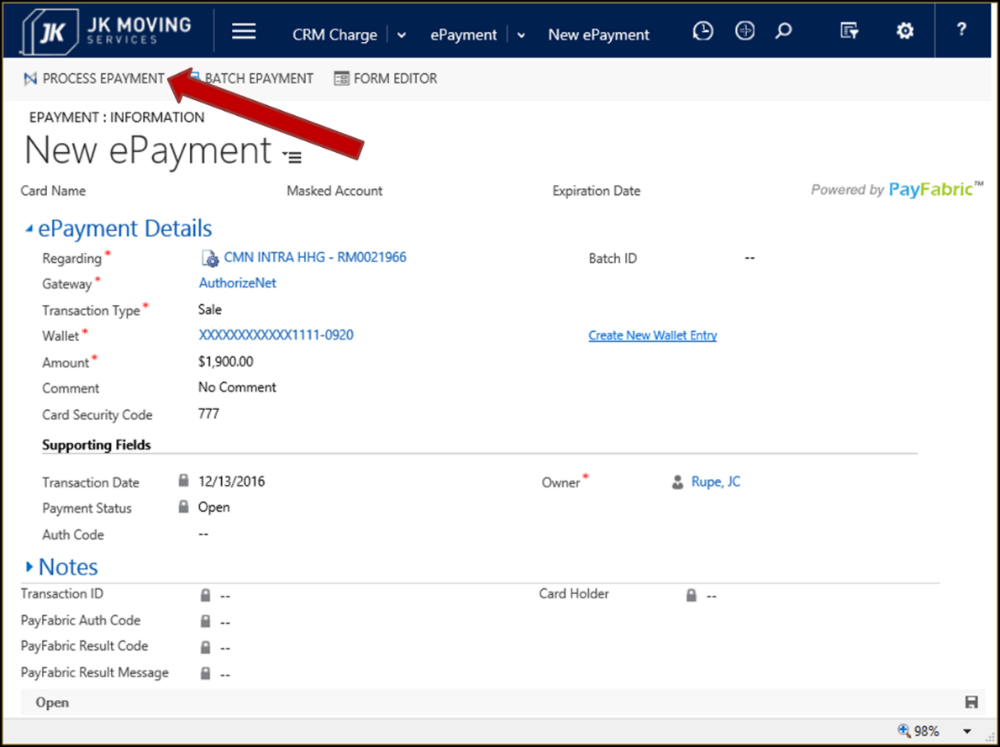 JK JK MOVING SERVICES CRM Charge ePayment New ePayment ?
PROCESS EPAYMENT BATCH EPAYMENT FORM EDITOR
EPAYMENT : INFORMATION
New ePayment
Card Name Masked Account Expiration Date Powered by PayFabric™
ePayment Details
Regarding* CMN INTRA HHG - RM0021966 Batch ID --
Gateway* AuthorizeNet
Transaction Type* Sale
Wallet* XXXXXXXXXXXX1111-0920 Create New Wallet Entry
Amount* $1,900.00
Comment No Comment
Card Security Code 777
Supporting Fields
Transaction Date 12/13/2016 Owner* Rupe, JC
Payment Status Open
Auth Code --
Notes
Transaction ID -- Card Holder --
PayFabric Auth Code --
PayFabric Result Code --
PayFabric Result Message --
Open
98%